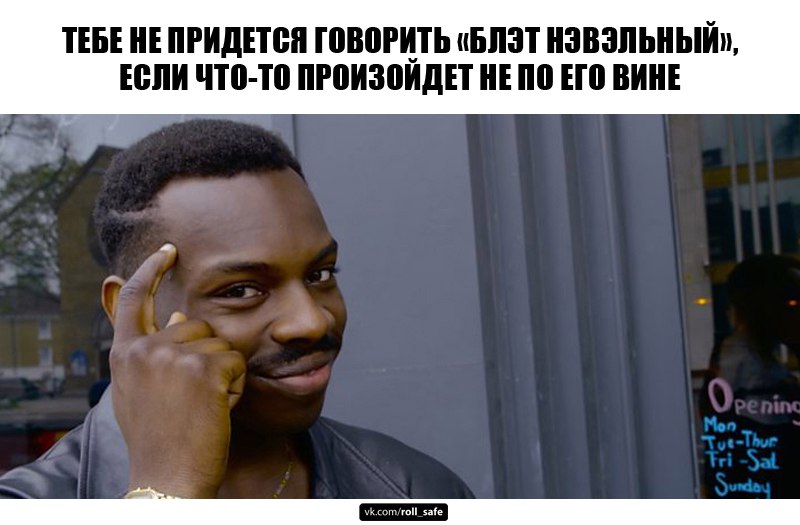 ТЕБЕ НЕ ПРИДЕТСЯ ГОВОРИТЬ «БЛЭТ НЭВЭЛЬНЫЙ»,
ЕСЛИ ЧТО-ТО ПРОИЗОЙДЕТ НЕ ПО ЕГО ВИНЕ
Opening
Mon
Tue-Thur
Fri -Sat
Sunday
vk.com/roll_safe